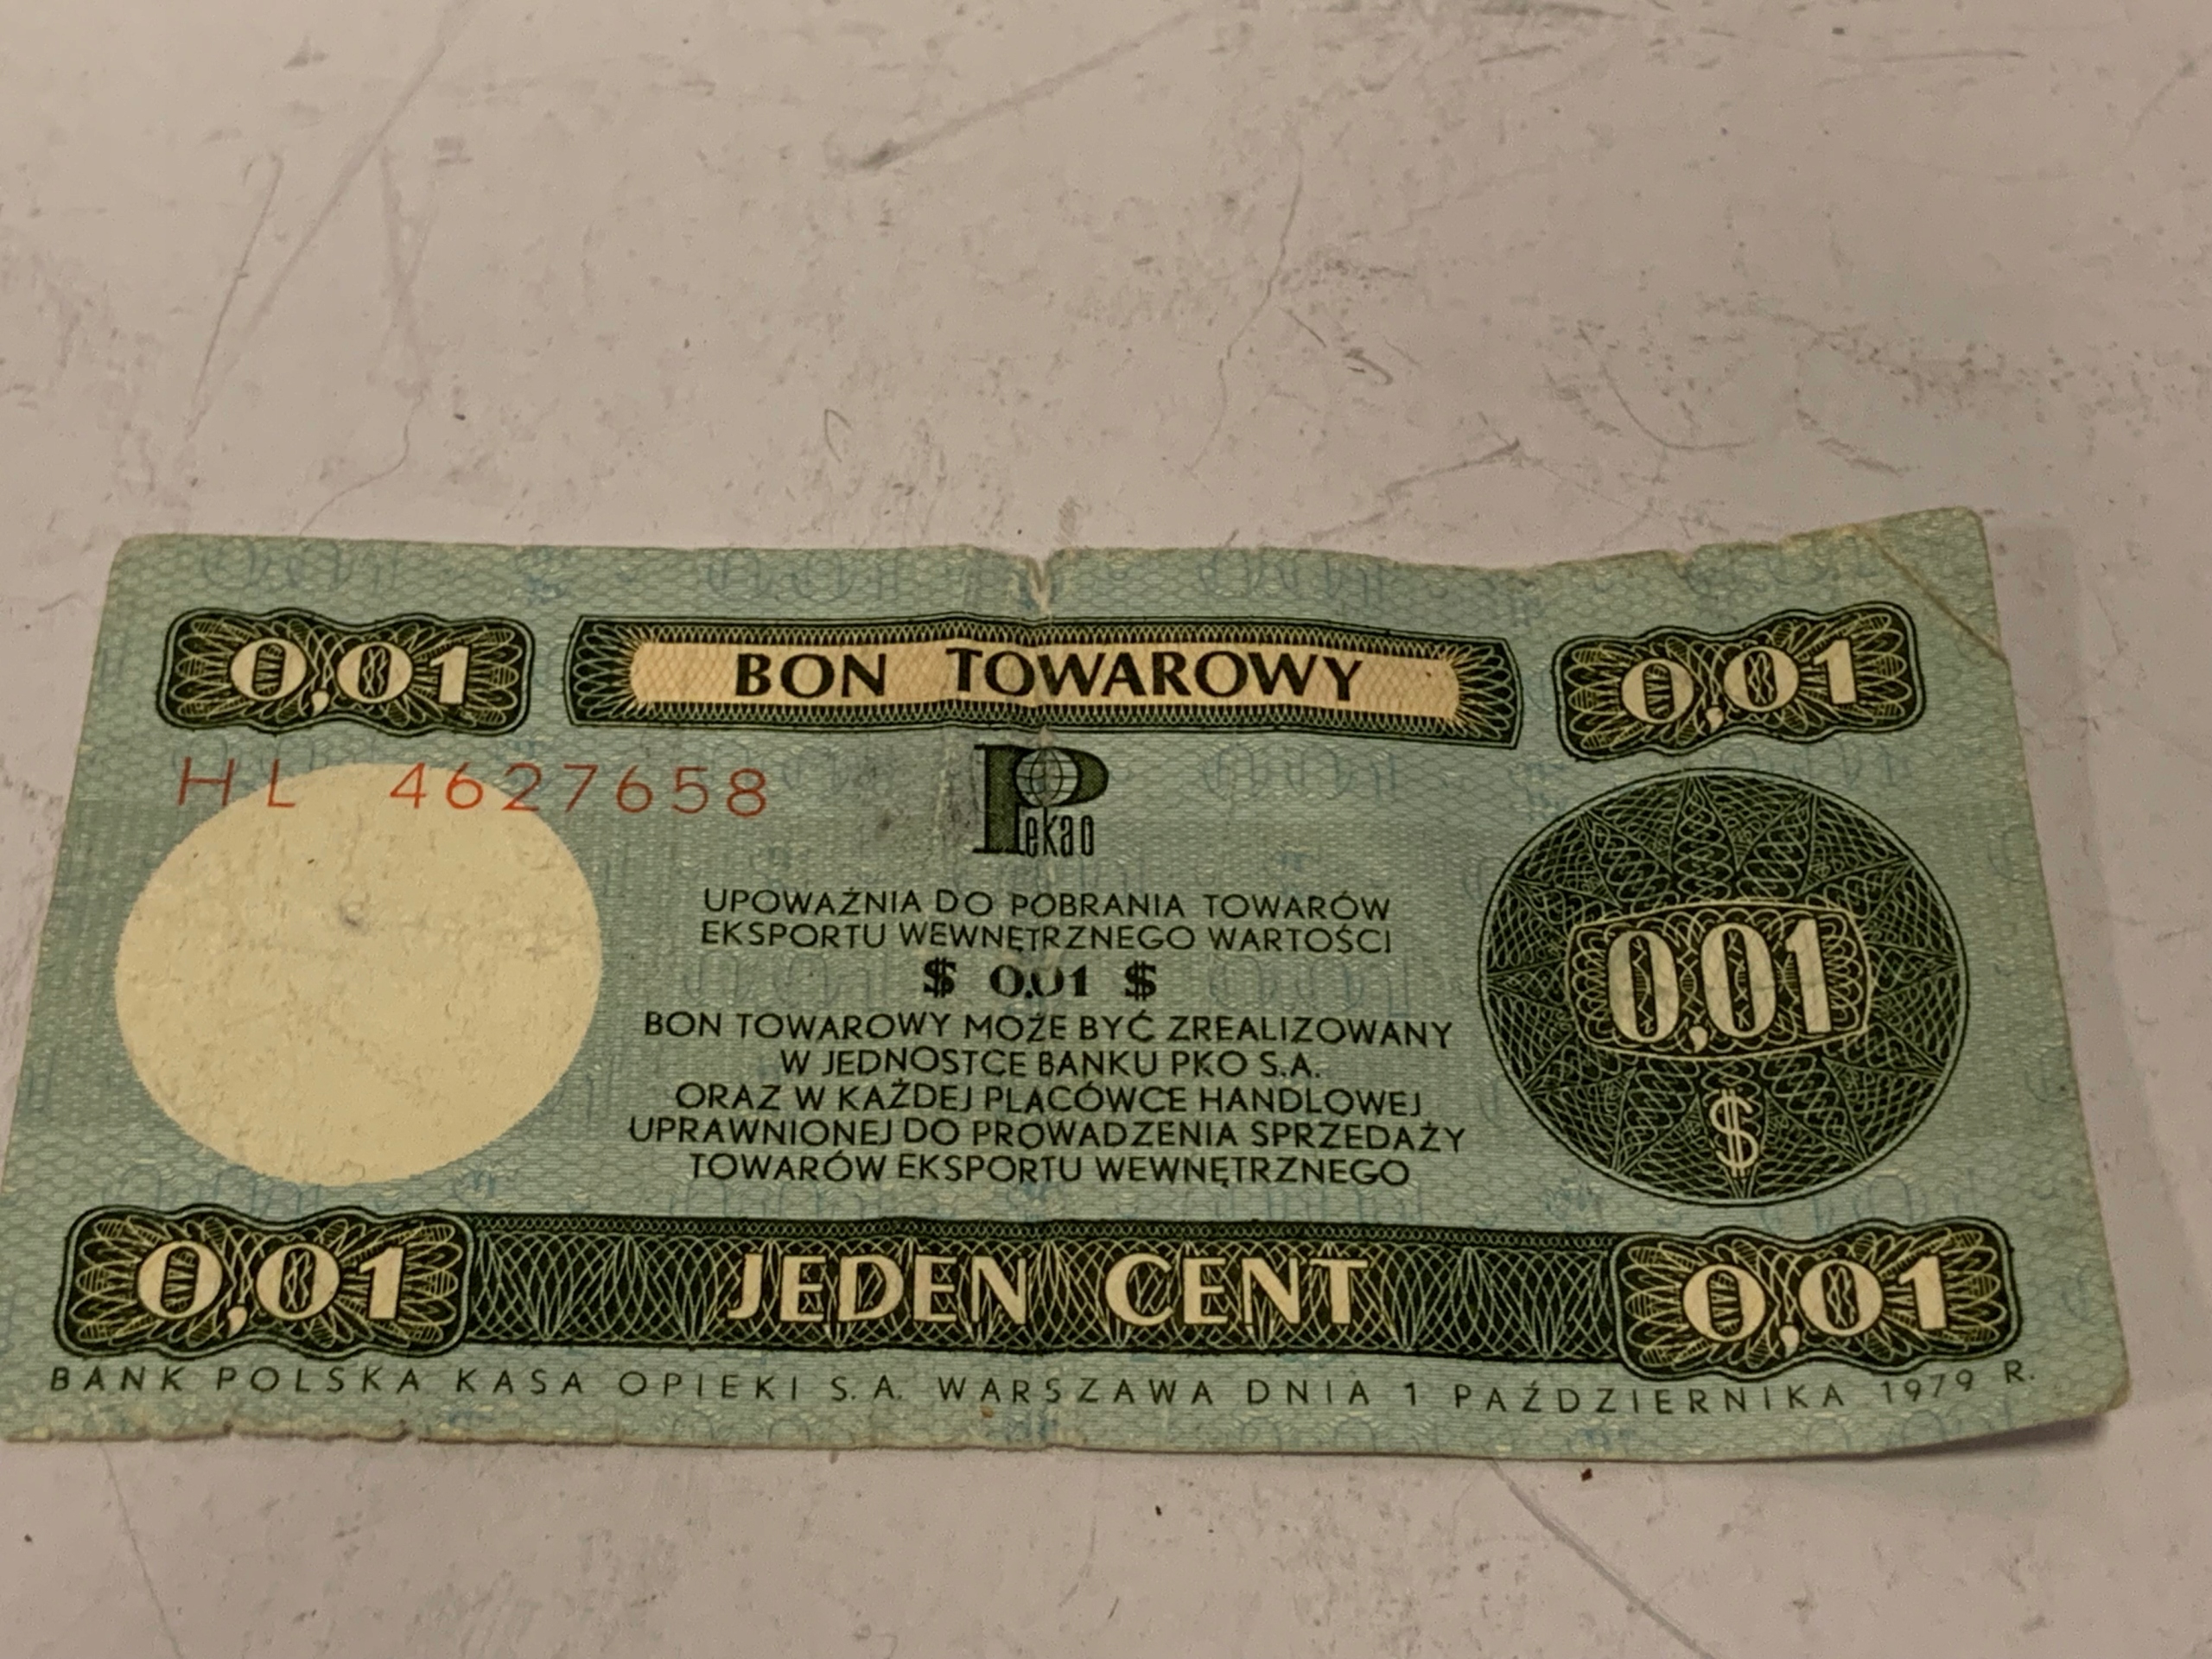 0,01 BON TOWAROWY 0,01
HL 4627658
Pekao
UPOWAŻNIA DO POBRANIA TOWARÓW
EKSPORTU WEWNĘTRZNEGO WARTOŚCI
$ 0.01 $
BON TOWAROWY MOŻE BYĆ ZREALIZOWANY
W JEDNOSTCE BANKU PKO S.A.
ORAZ W KAŻDEJ PLACÓWCE HANDLOWEJ
UPRAWNIONEJ DO PROWADZENIA SPRZEDAŻY
TOWARÓW EKSPORTU WEWNĘTRZNEGO
0,01
$
0,01 JEDEN CENT 0,01
BANK POLSKA KASA OPIEKI S.A. WARSZAWA DNIA 1 PAŹDZIERNIKA 1979 R.